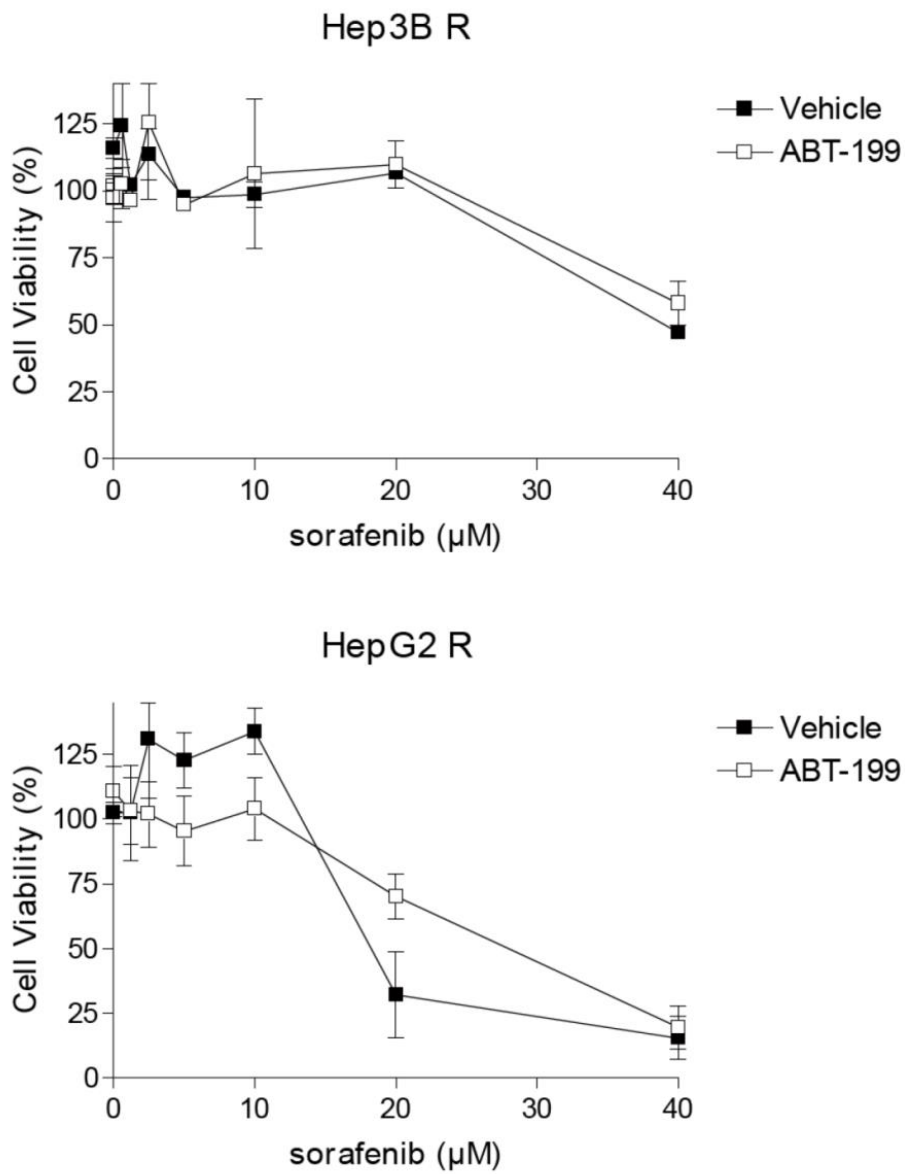 Hep3B R
Vehicle
ABT-199
Cell Viability (%)
125
100
75
50
25
0
0 10 20 30 40
sorafenib (µM)
HepG2 R
Vehicle
ABT-199
Cell Viability (%)
125
100
75
50
25
0
0 10 20 30 40
sorafenib (µM)